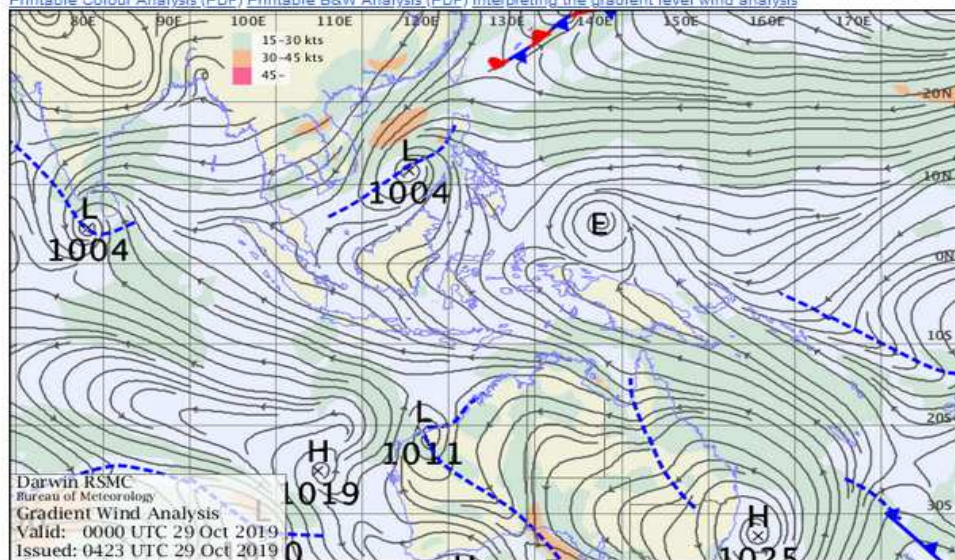 Printable Colour Analysis (PDF) Printable B&W Analysis (PDF) Interpreting the gradient level wind analysis
80E 90E 100E 110E 120E 130E 140E 160E 170E
15-30 kts
30-45 kts
45-
20N
L
1004
10N
L
1004
E
0N
10S
20S
L
1011
H
1019
30S
H
1025
Darwin RSMC
Bureau of Meteorology
Gradient Wind Analysis
Valid: 0000 UTC 29 Oct 2019
Issued: 0423 UTC 29 Oct 2019